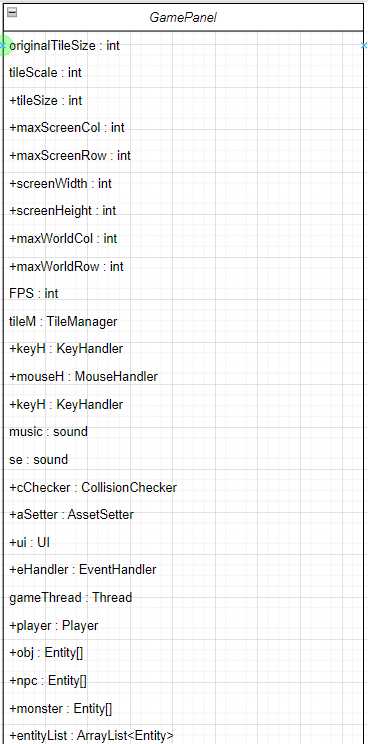 GamePanel
originalTileSize : int
tileScale : int
+tileSize : int
+maxScreenCol : int
+maxScreenRow : int
+screenWidth : int
+screenHeight : int
+maxWorldCol : int
+maxWorldRow : int
FPS : int
tileM : TileManager
+keyH : KeyHandler
+mouseH : MouseHandler
+keyH : KeyHandler
music : sound
se : sound
+cChecker : CollisionChecker
+aSetter : AssetSetter
+ui : UI
+eHandler : EventHandler
gameThread : Thread
+player : Player
+obj : Entity[]
+npc : Entity[]
+monster : Entity[]
+entityList : ArrayList<Entity>